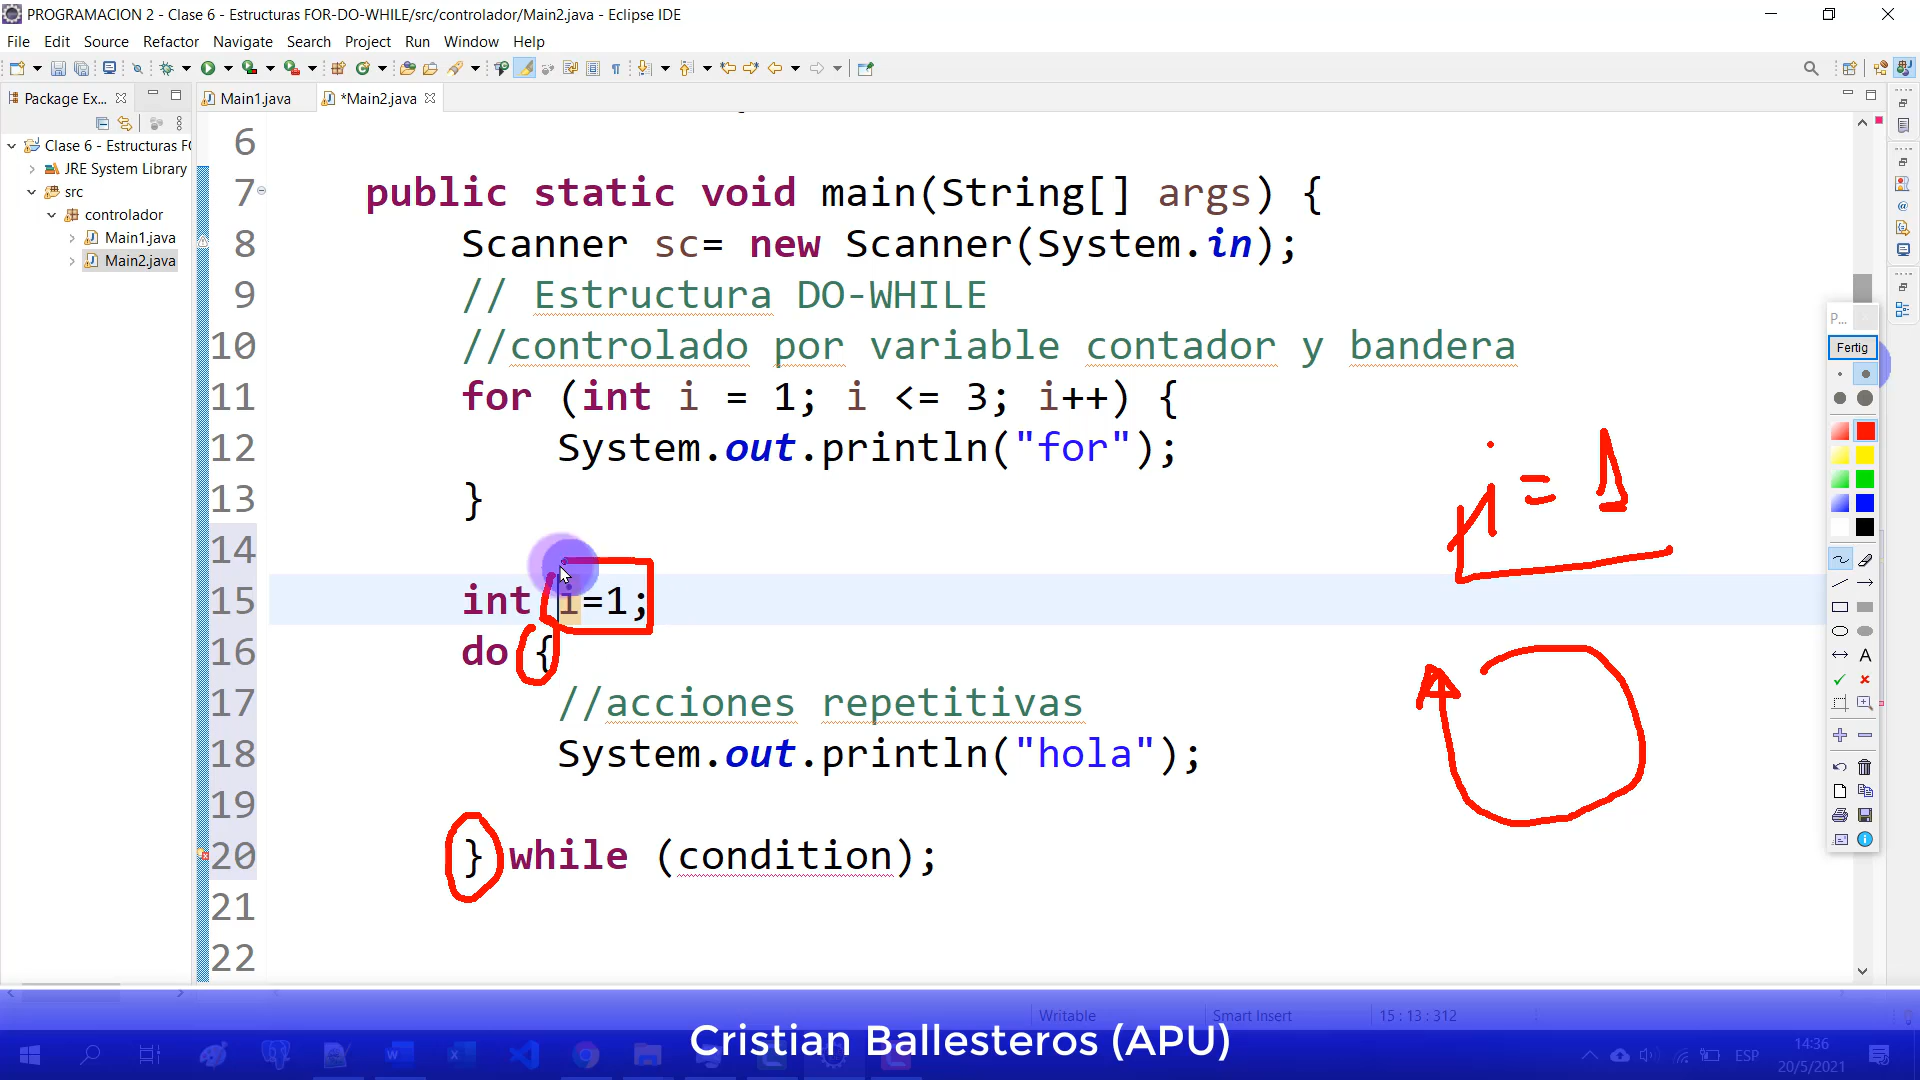 PROGRAMACION 2 - Clase 6 - Estructuras FOR-DO-WHILE/src/controlador/Main2.java - Eclipse IDE
File Edit Source Refactor Navigate Search Project Run Window Help
Package Ex... Main1.java *Main2.java
Clase 6 - Estructuras F
JRE System Library
src
controlador
Main1.java
Main2.java
6
7 public static void main(String[] args) {
8 Scanner sc= new Scanner(System.in);
9 // Estructura DO-WHILE
10 //controlado por variable contador y bandera
11 for (int i = 1; i <= 3; i++) {
12 System.out.println("for");
13 }
14
15 int i=1;
16 do {
17 //acciones repetitivas
18 System.out.println("hola");
19
20 } while (condition);
21
22
i = 1
P...
Fertig
A
Writable Smart Insert 15 : 13 : 312
Cristian Ballesteros (APU)
ESP
14:36
20/5/2021